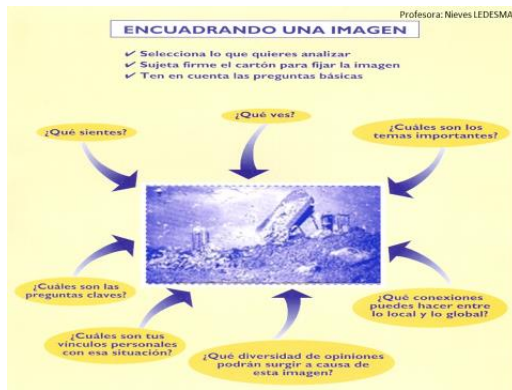 Profesora: Nieves LEDESMA
ENCUADRANDO UNA IMAGEN
✓ Selecciona lo que quieres analizar
✓ Sujeta firme el cartón para fijar la imagen
✓ Ten en cuenta las preguntas básicas
¿Qué sientes?
¿Qué ves?
¿Cuáles son los
temas importantes?
¿Cuáles son las
preguntas claves?
¿Qué conexiones
puedes hacer entre
lo local y lo global?
¿Cuáles son tus
vínculos personales
con esa situación?
¿Qué diversidad de opiniones
podrán surgir a causa de
esta imagen?